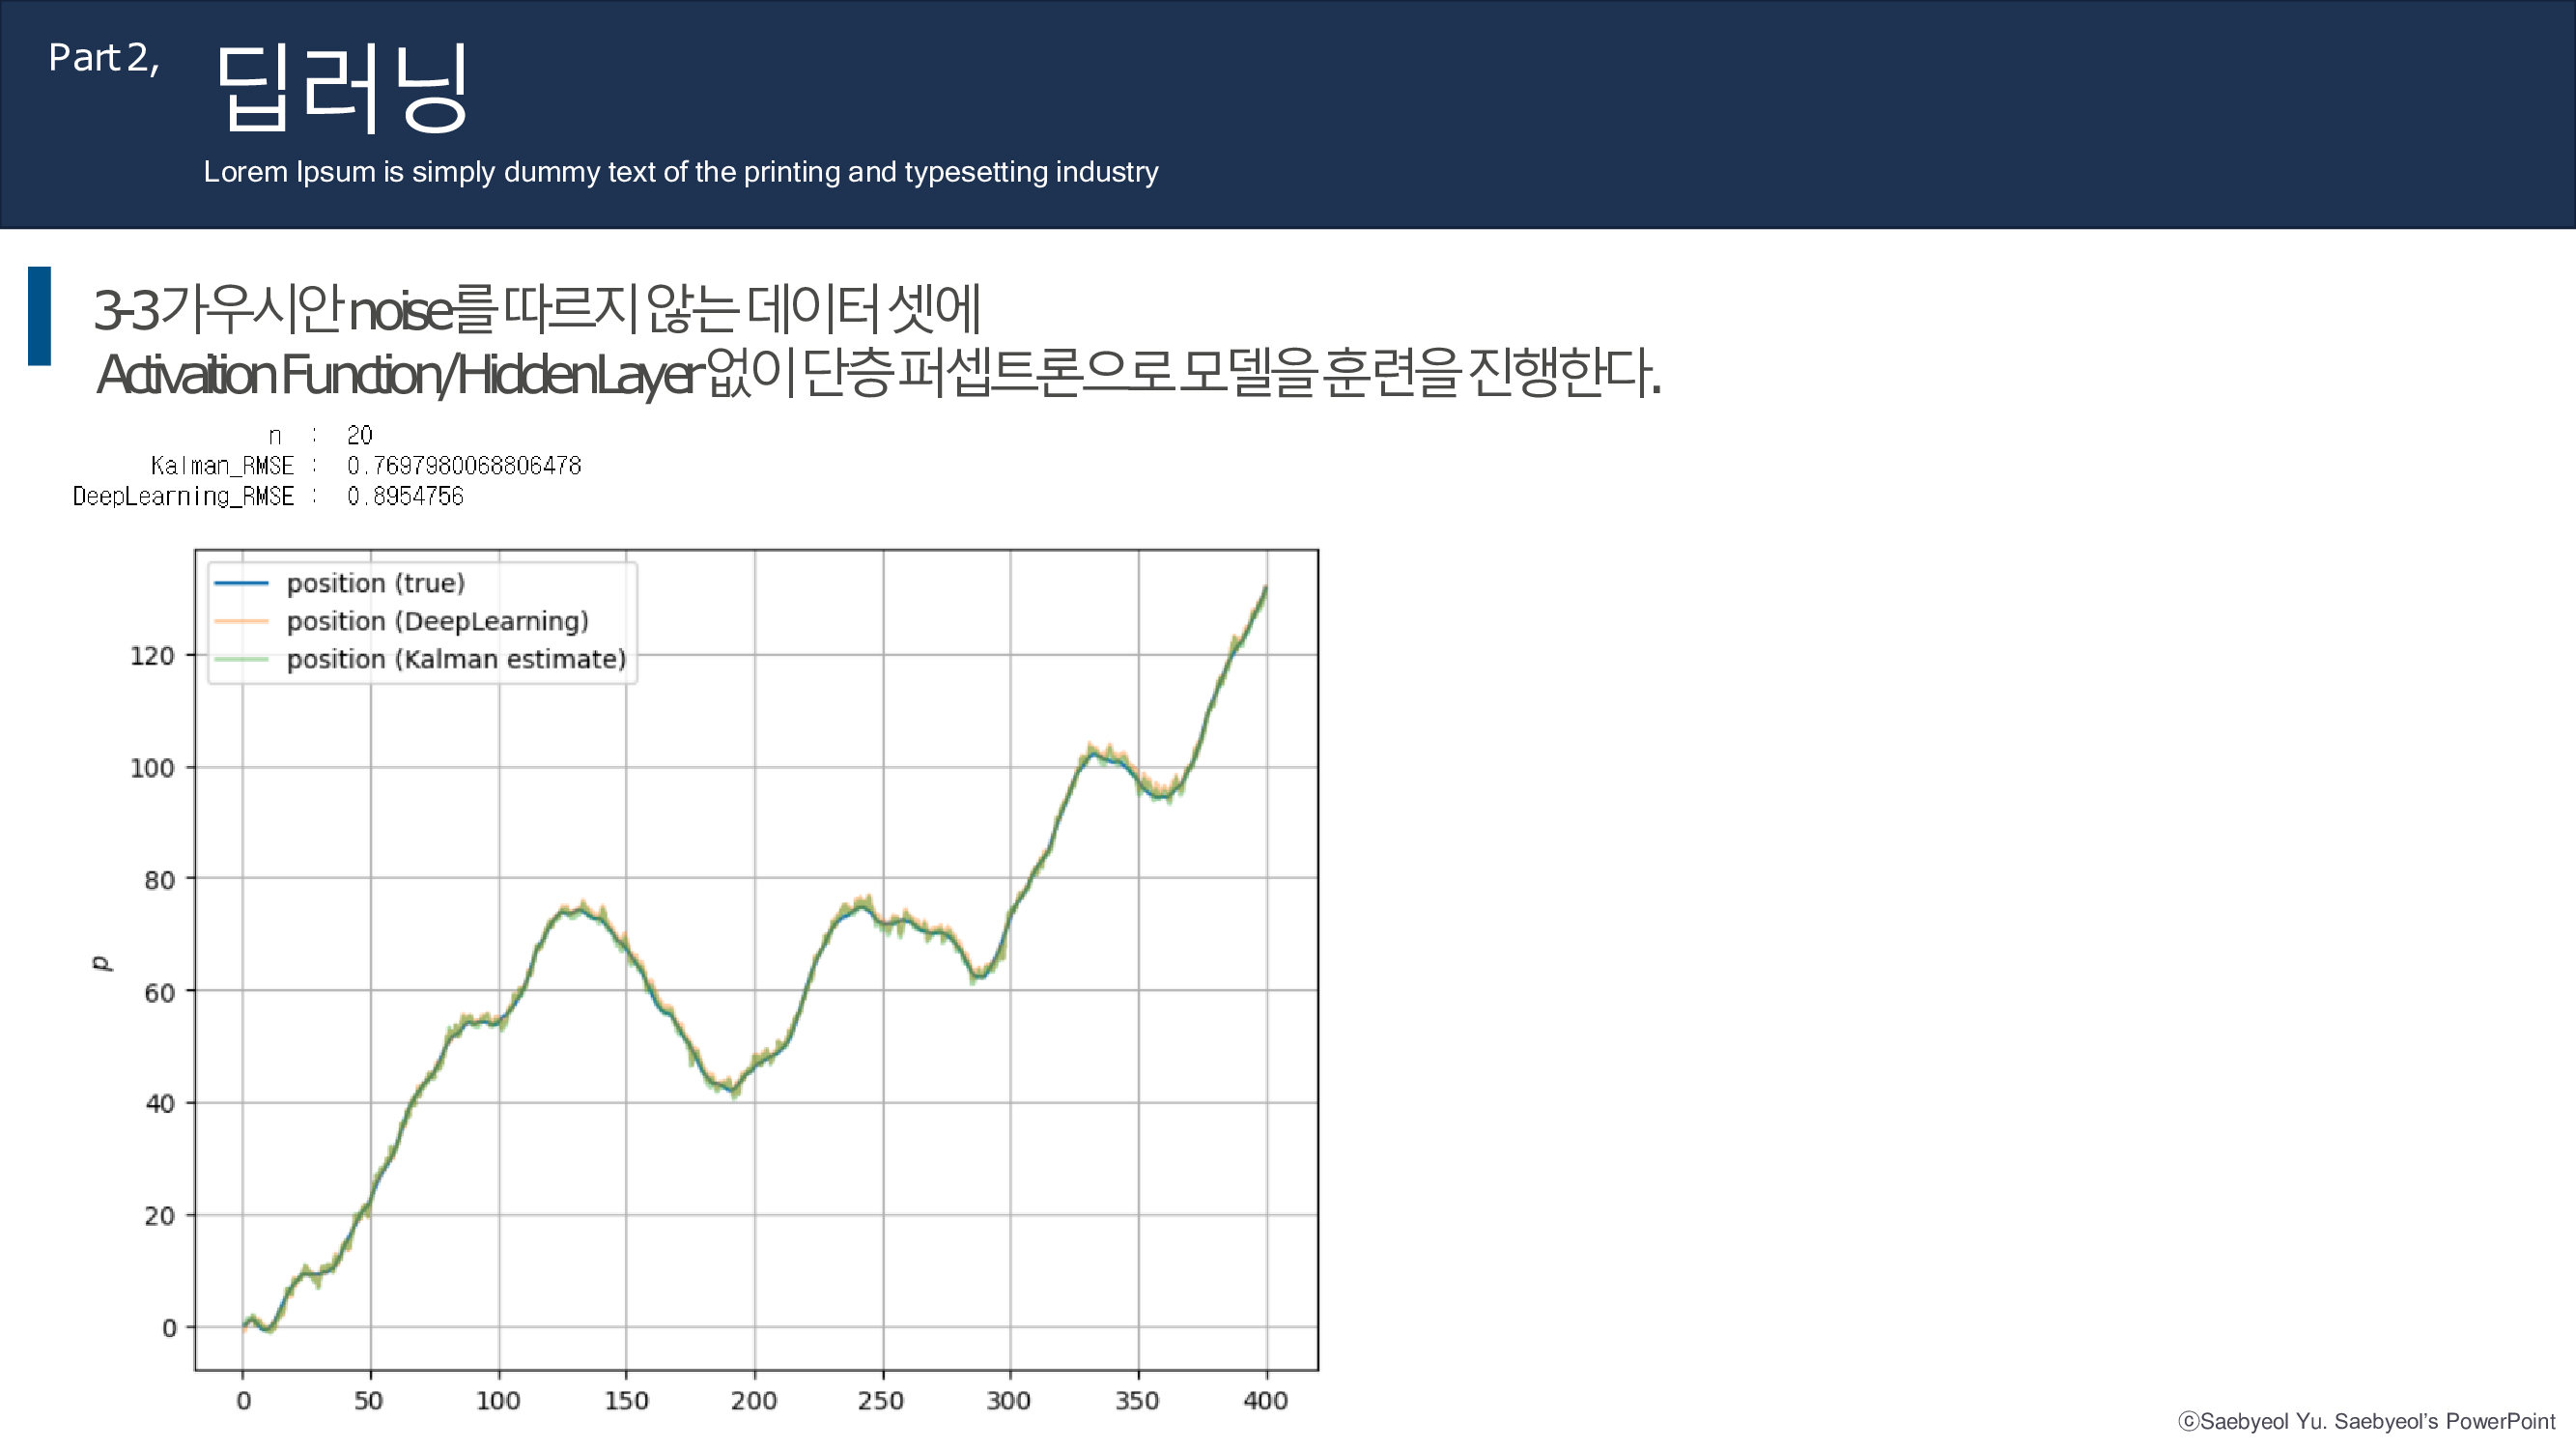 Part 2,
딥러닝
Lorem Ipsum is simply dummy text of the printing and typesetting industry
3-3 가우시안 noise를 따르지 않는 데이터 셋에
Activaition Function/Hidden Layer 없이 단층 퍼셉트론으로 모델을 훈련을 진행한다.
n : 20
Kalman_RMSE : 0.7697980068806478
DeepLearning_RMSE : 0.8954756
position (true)
position (DeepLearning)
position (Kalman estimate)
120
100
80
60
40
20
0
p
0 50 100 150 200 250 300 350 400
ⓒSaebyeol Yu. Saebyeol’s PowerPoint